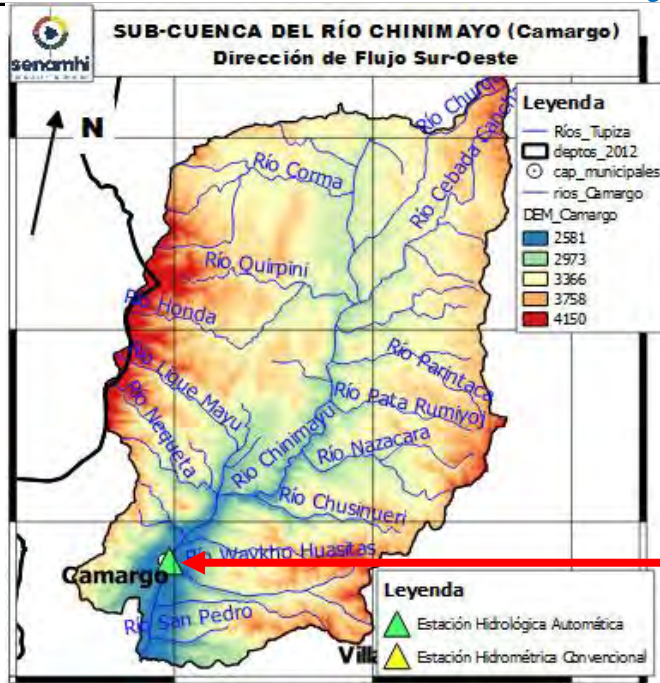 SUB-CUENCA DEL RÍO CHINIMAYO (Camargo)
Dirección de Flujo Sur-Oeste
senamhi
N
Leyenda
Ríos_Tupiza
deptos_2012
cap_municipales
rios_Camargo
DEM_Camargo
2581
2973
3366
3758
4150
Río Churqu
Río Cebada Cancha
Río Corma
Río Quirpini
Río Honda
Río Lique Mayu
Río Nequeta
Río Chinimayu
Río Parintaca
Río Pata Rumiyoj
Río Nazacara
Río Chusinueri
Río Waykho Huasitas
Camargo
Río San Pedro
Villa
Leyenda
Estación Hidrológica Automática
Estación Hidrométrica Convencional